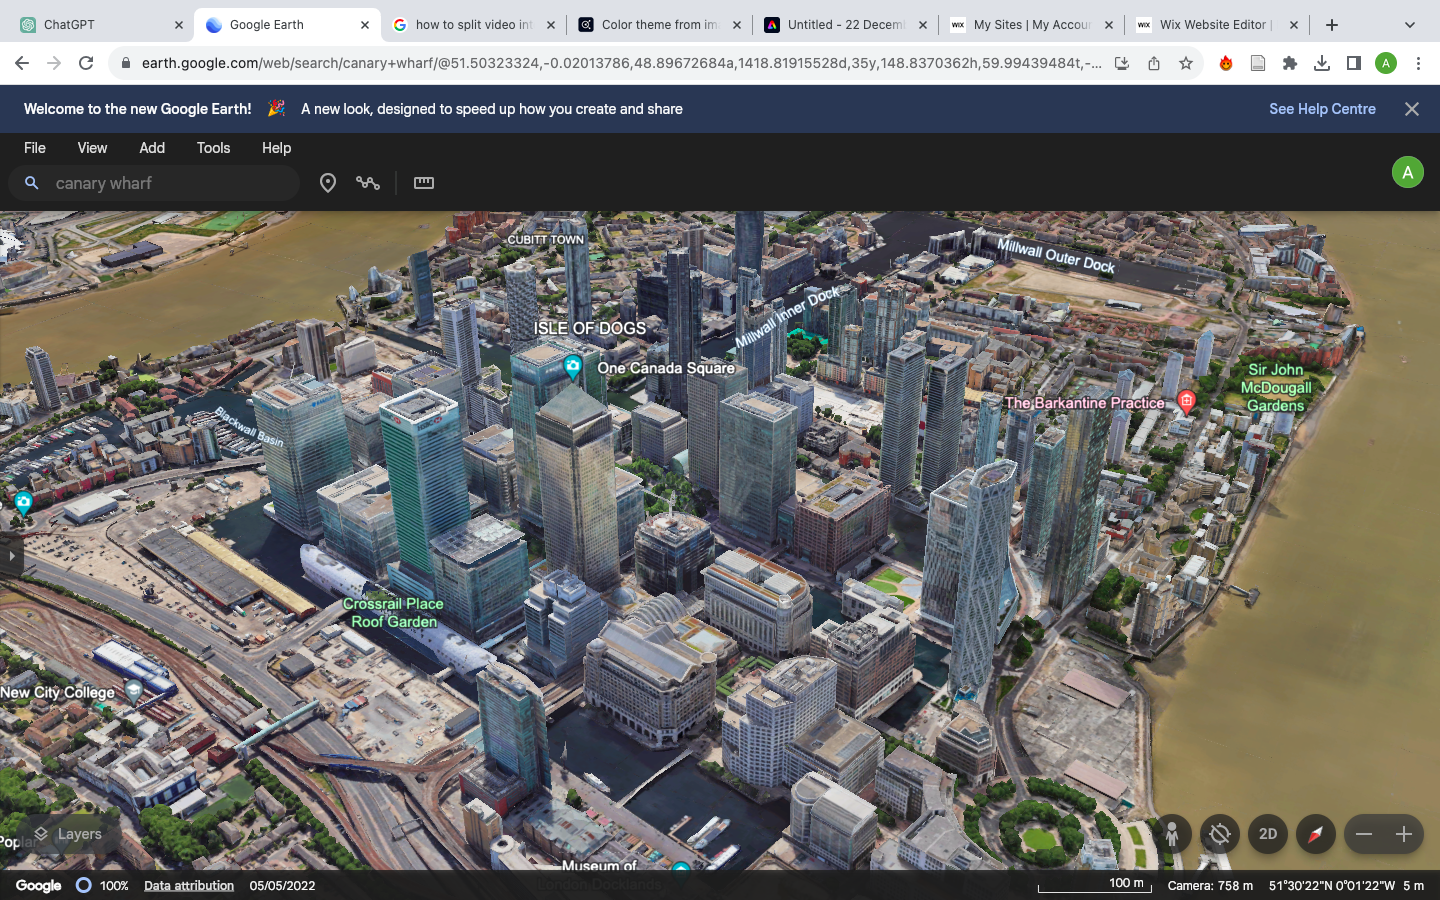 ChatGPT
Google Earth
how to split video int
Color theme from ima
Untitled - 22 Decemb
WIX My Sites | My Accour
WIX Wix Website Editor |
earth.google.com/web/search/canary+wharf/@51.50323324,-0.02013786,48.89672684a,1418.81915528d,35y,148.8370362h,59.99439484t,-...
A
Welcome to the new Google Earth! A new look, designed to speed up how you create and share
See Help Centre
File View Add Tools Help
canary wharf
A
CUBITT TOWN
Millwall Outer Dock
Millwall Inner Dock
ISLE OF DOGS
One Canada Square
Sir John
McDougall
Gardens
The Barkantine Practice
Blackwall Basin
Crossrail Place
Roof Garden
New City College
Layers
Poplar
2D
Museum of
London Docklands
Google 100% Data attribution 05/05/2022
100 m Camera: 758 m 51°30'22"N 0°01'22"W 5 m